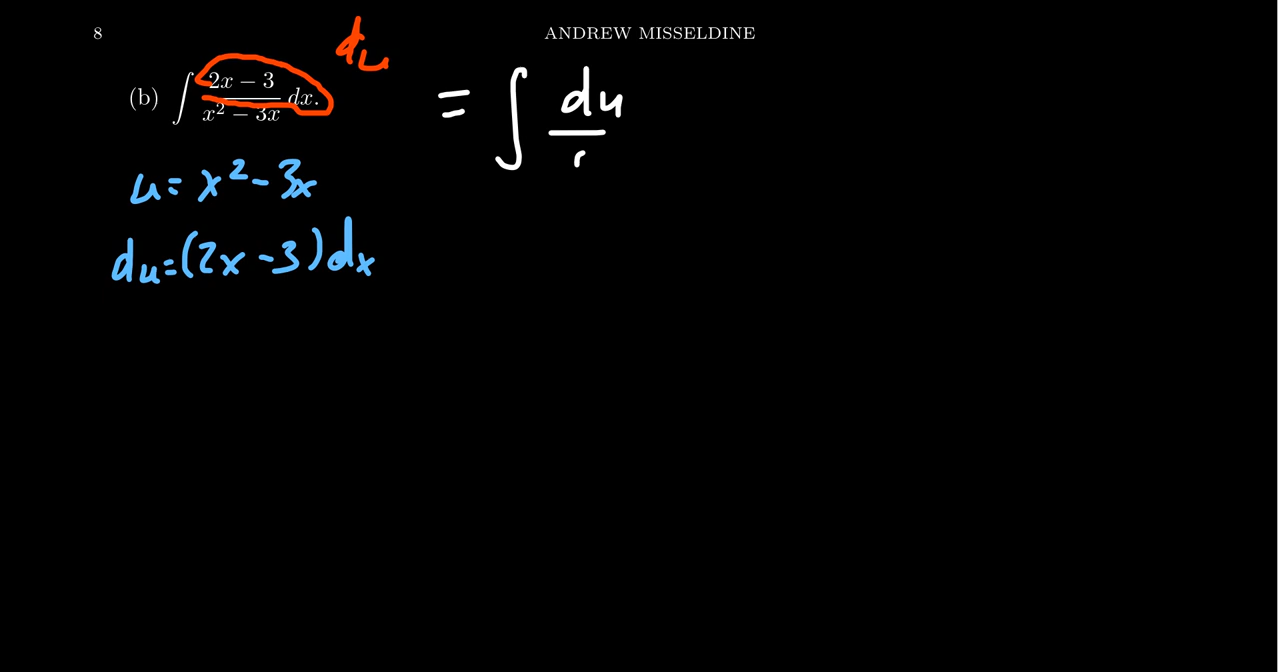 8 ANDREW MISSELDINE
du
(b) ∫ (2x − 3)/(x² − 3x) dx. = ∫ du/
u = x² - 3x
du = (2x - 3) dx